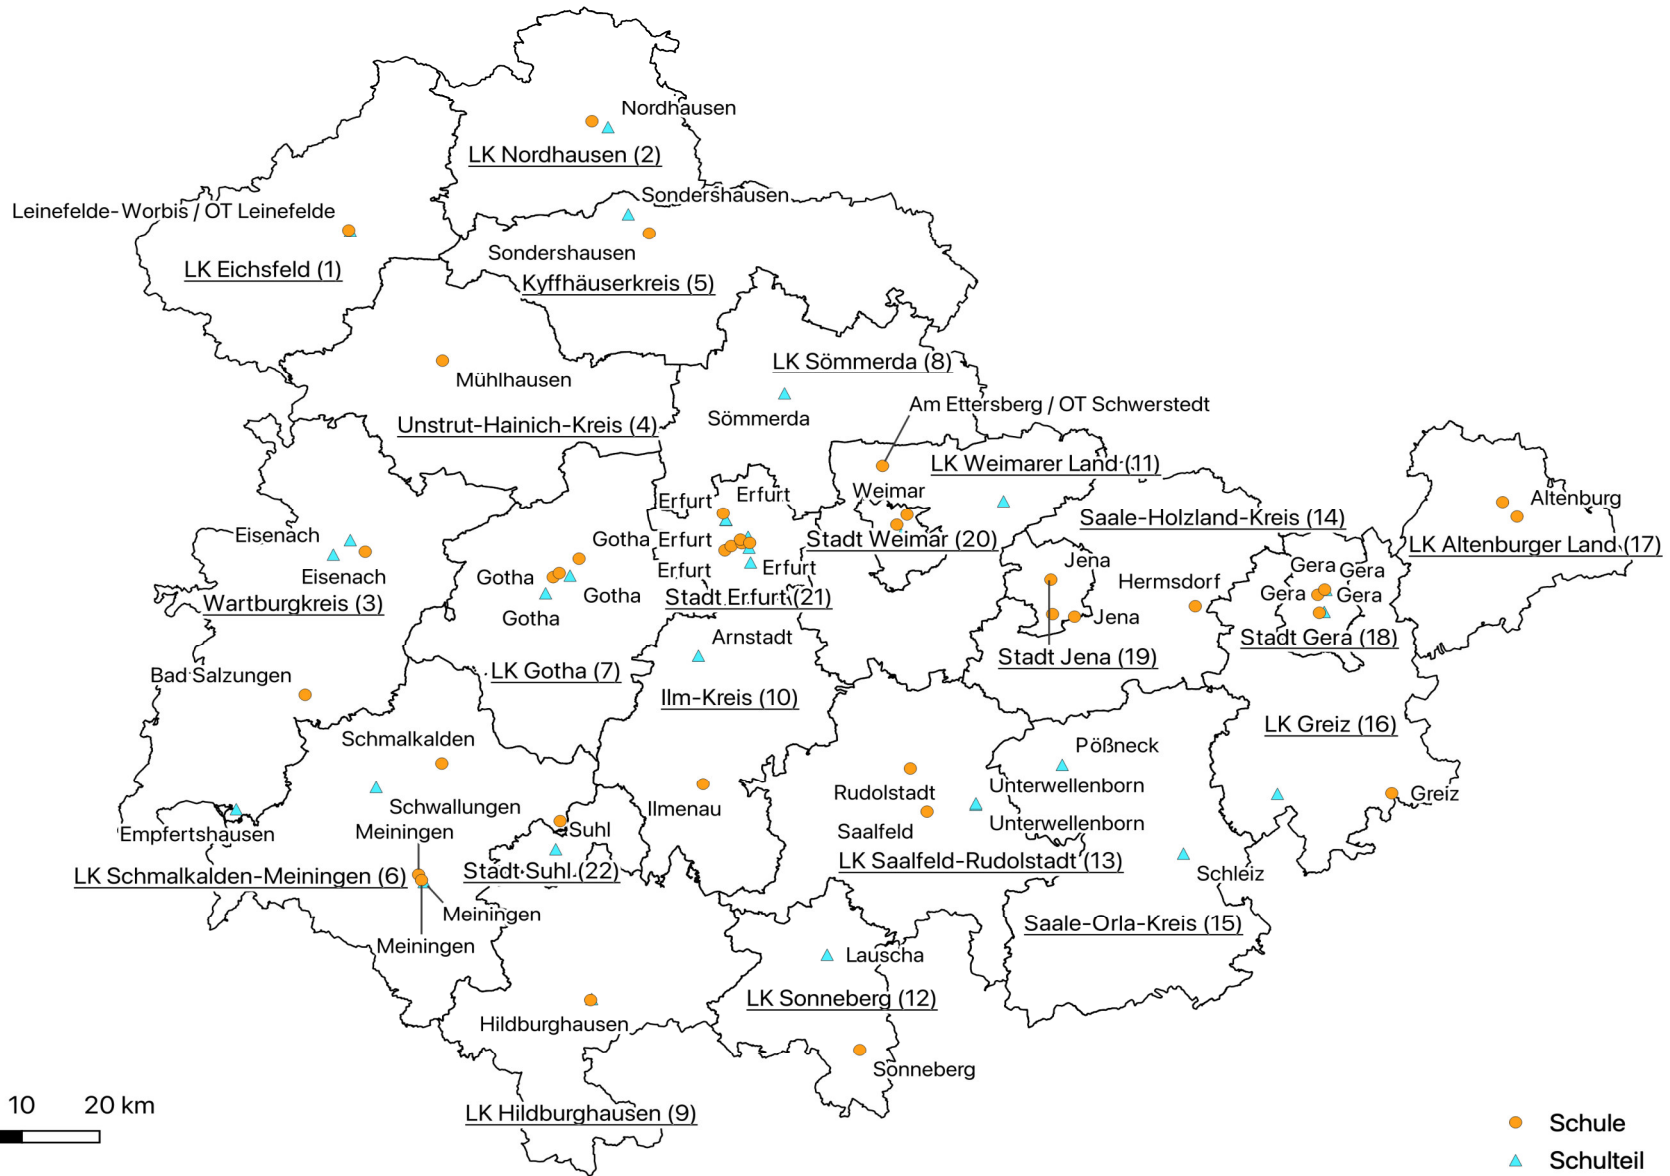 Nordhausen
LK Nordhausen (2)
Sondershausen
Leinefelde-Worbis / OT Leinefelde
Sondershausen
LK Eichsfeld (1)
Kyffhäuserkreis (5)
LK Sömmerda (8)
Mühlhausen
Am Ettersberg / OT Schwerstedt
Sömmerda
Unstrut-Hainich-Kreis (4)
LK Weimarer Land (11)
Weimar
Erfurt
Erfurt
Altenburg
Saale-Holzland-Kreis (14)
Eisenach
Gotha
Erfurt
Stadt Weimar (20)
LK Altenburger Land (17)
Jena
Gera
Gera
Eisenach
Gotha
Erfurt
Erfurt
Hermsdorf
Gera
Gera
Wartburgkreis (3)
Gotha
Stadt Erfurt (21)
Gotha
Jena
Arnstadt
Stadt Gera (18)
Stadt Jena (19)
Bad Salzungen
LK Gotha (7)
Ilm-Kreis (10)
LK Greiz (16)
Schmalkalden
Pößneck
Unterwellenborn
Rudolstadt
Greiz
Schwallungen
Ilmenau
Empfertshausen
Meiningen
Suhl
Saalfeld
Unterwellenborn
LK Schmalkalden-Meiningen (6)
Stadt Suhl (22)
LK Saalfeld-Rudolstadt (13)
Schleiz
Meiningen
Saale-Orla-Kreis (15)
Meiningen
Lauscha
LK Sonneberg (12)
Hildburghausen
Sonneberg
10 20 km
LK Hildburghausen (9)
Schule
Schulteil